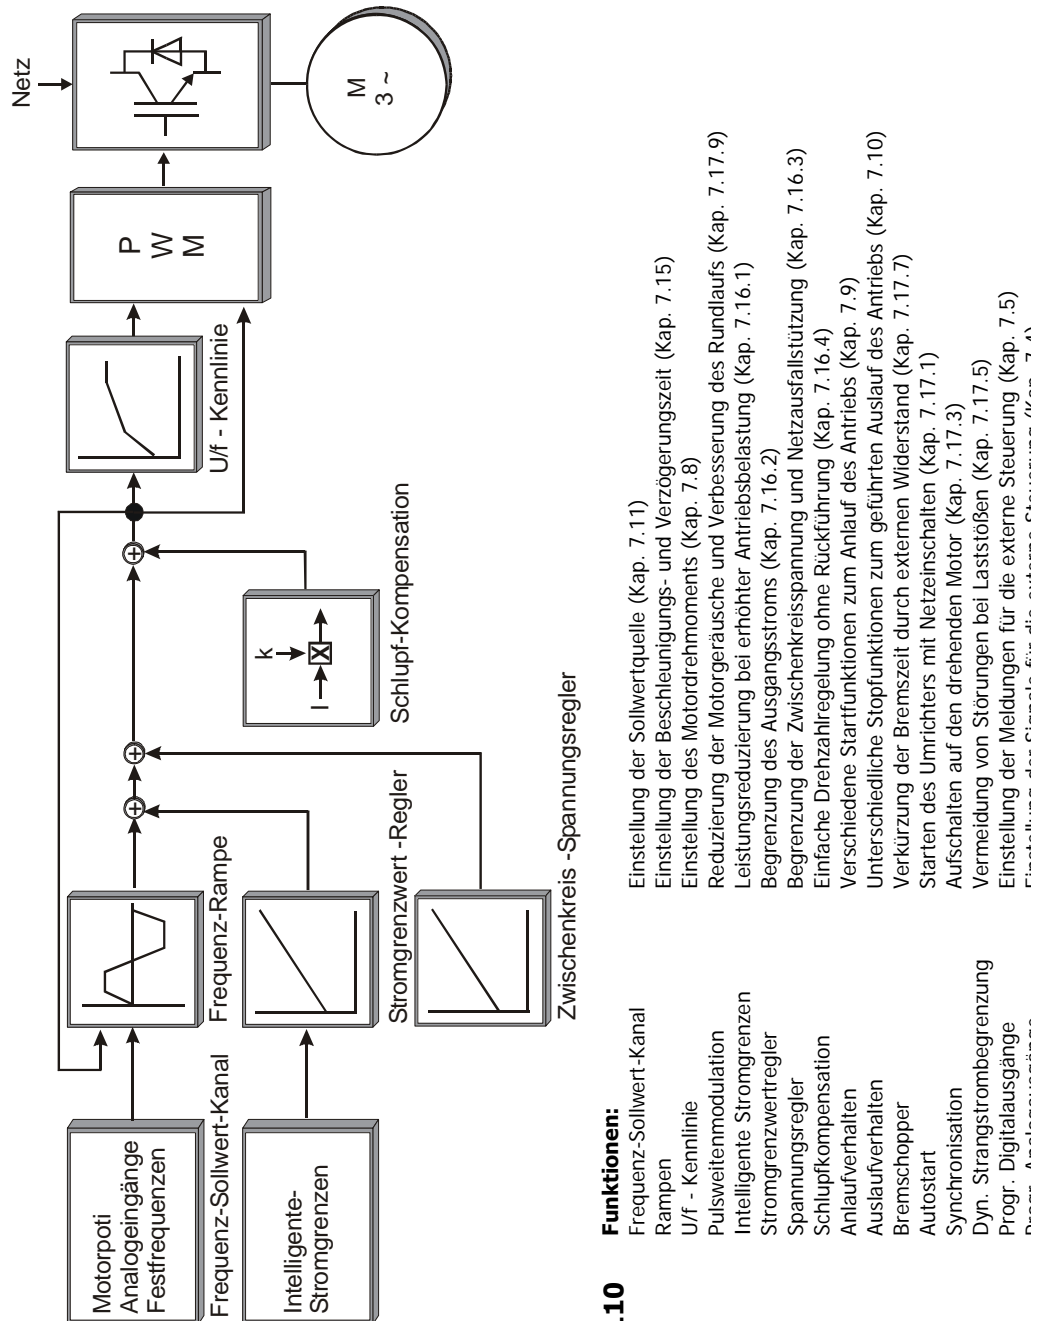 Netz
M
3 ~
P
W
M
U/f - Kennlinie
k
I
X
Schlupf-Kompensation
Frequenz-Rampe
Stromgrenzwert -Regler
Zwischenkreis -Spannungsregler
Motorpoti
Analogeingänge
Festfrequenzen
Frequenz-Sollwert-Kanal
Intelligente-
Stromgrenzen
.10
Funktionen:
Frequenz-Sollwert-Kanal Einstellung der Sollwertquelle (Kap. 7.11)
Rampen Einstellung der Beschleunigungs- und Verzögerungszeit (Kap. 7.15)
U/f - Kennlinie Einstellung des Motordrehmoments (Kap. 7.8)
Pulsweitenmodulation Reduzierung der Motorgeräusche und Verbesserung des Rundlaufs (Kap. 7.17.9)
Intelligente Stromgrenzen Leistungsreduzierung bei erhöhter Antriebsbelastung (Kap. 7.16.1)
Stromgrenzwertregler Begrenzung des Ausgangsstroms (Kap. 7.16.2)
Spannungsregler Begrenzung der Zwischenkreisspannung und Netzausfallstützung (Kap. 7.16.3)
Schlupfkompensation Einfache Drehzahlregelung ohne Rückführung (Kap. 7.16.4)
Anlaufverhalten Verschiedene Startfunktionen zum Anlauf des Antriebs (Kap. 7.9)
Auslaufverhalten Unterschiedliche Stopfunktionen zum geführten Auslauf des Antriebs (Kap. 7.10)
Bremschopper Verkürzung der Bremszeit durch externen Widerstand (Kap. 7.17.7)
Autostart Starten des Umrichters mit Netzeinschalten (Kap. 7.17.1)
Synchronisation Aufschalten auf den drehenden Motor (Kap. 7.17.3)
Dyn. Strangstrombegrenzung Vermeidung von Störungen bei Laststößen (Kap. 7.17.5)
Progr. Digitalausgänge Einstellung der Meldungen für die externe Steuerung (Kap. 7.5)